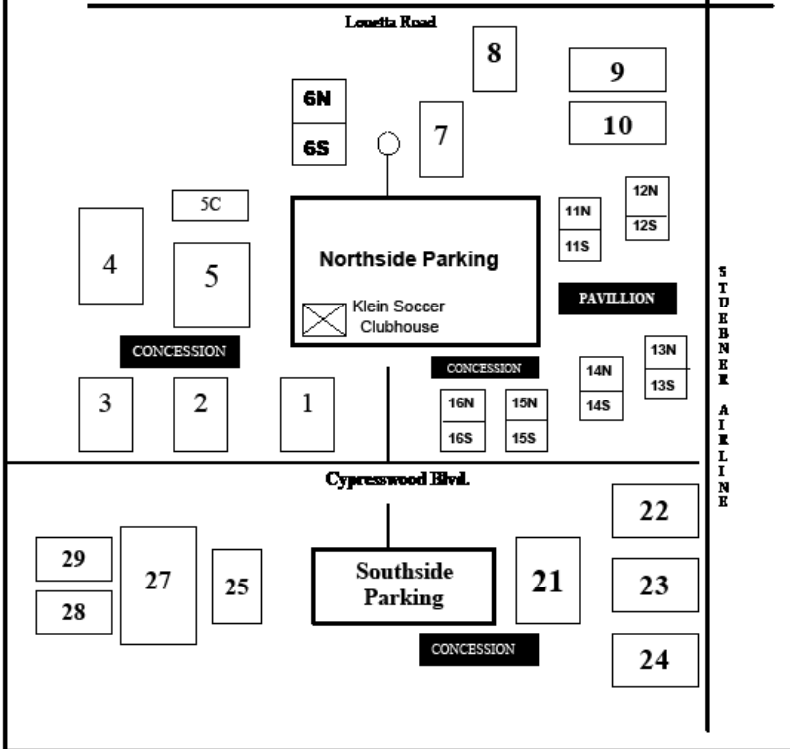 Louetta Road
8
9
6N
10
7
6S
12N
5C
11N
12S
11S
4
5
Northside Parking
PAVILLION
Klein Soccer
Clubhouse
CONCESSION
13N
CONCESSION
14N
13S
3
2
1
16N
15N
14S
16S
15S
STUEBNER AIRLINE
Cypresswood Blvd.
22
29
27
25
Southside
Parking
21
23
28
CONCESSION
24